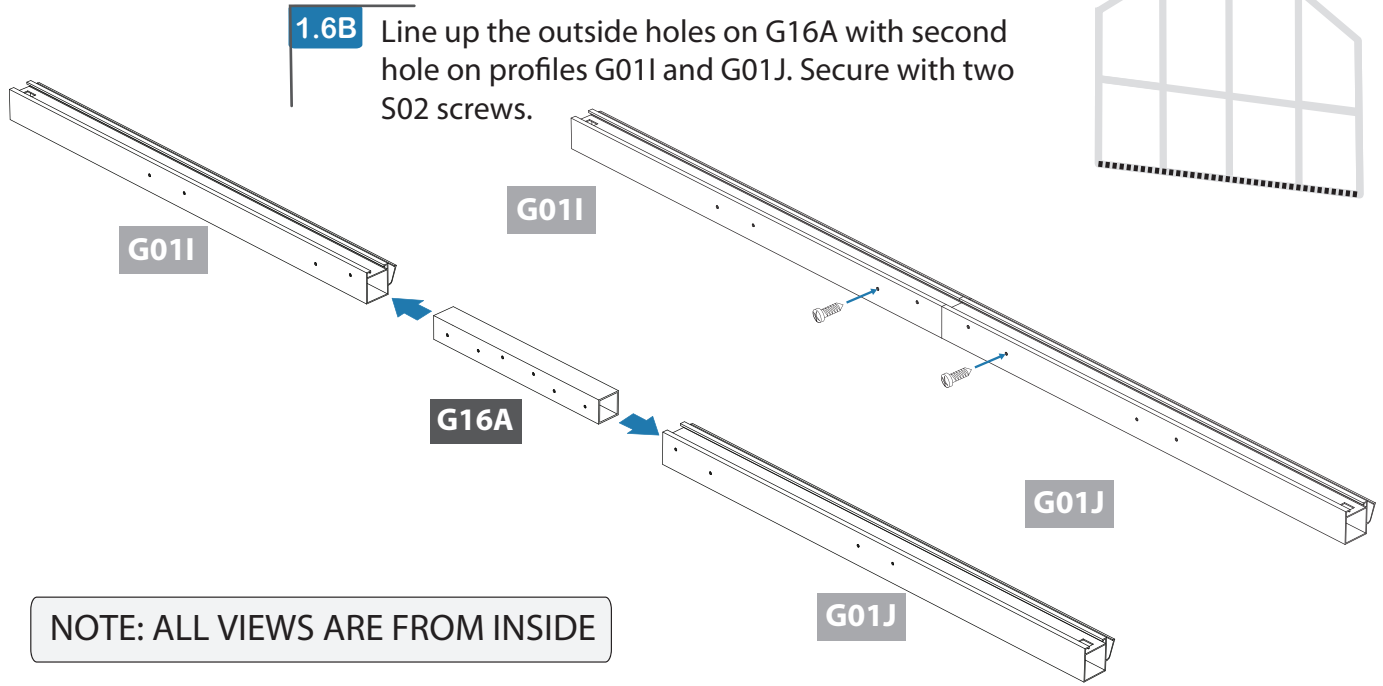 1.6B Line up the outside holes on G16A with second
hole on profiles G01I and G01J. Secure with two
S02 screws.
G01I
G01I
G16A
G01J
G01J
NOTE: ALL VIEWS ARE FROM INSIDE